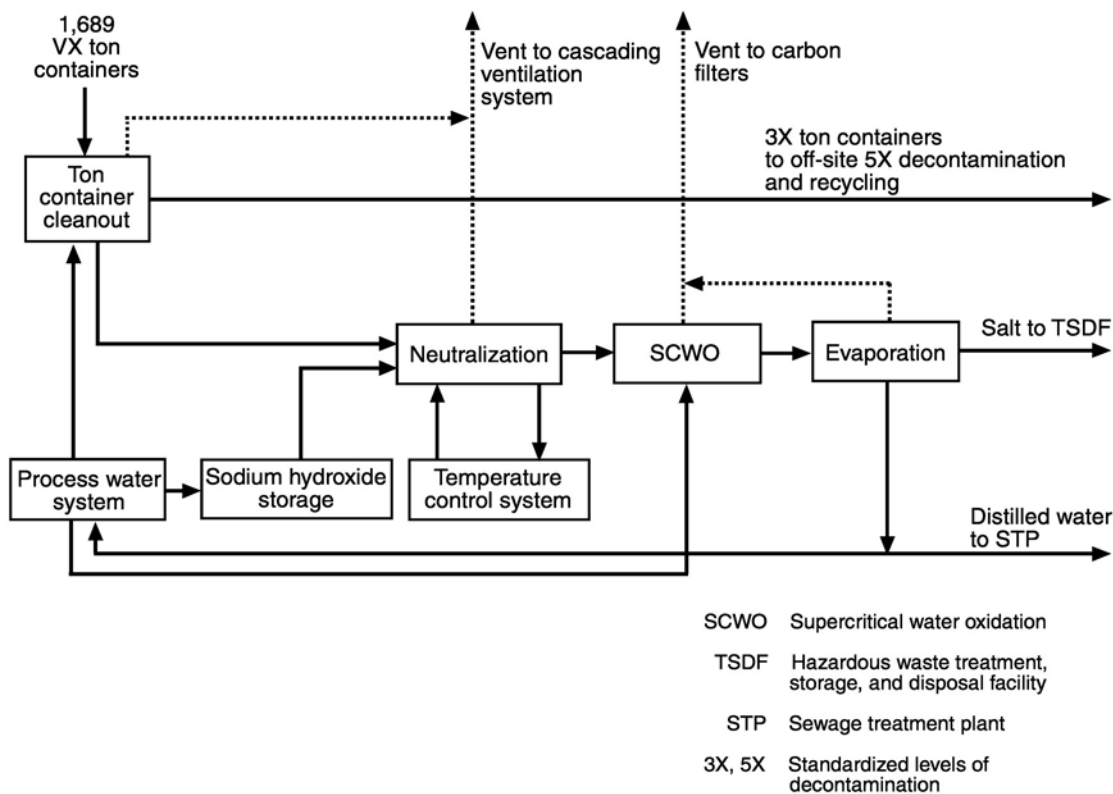 1,689
VX ton
containers
Vent to cascading
ventilation
system
Vent to carbon
filters
3X ton containers
to off-site 5X decontamination
and recycling
Ton
container
cleanout
Neutralization
SCWO
Evaporation
Salt to TSDF
Process water
system
Sodium hydroxide
storage
Temperature
control system
Distilled water
to STP
SCWO Supercritical water oxidation
TSDF Hazardous waste treatment,
storage, and disposal facility
STP Sewage treatment plant
3X, 5X Standardized levels of
decontamination